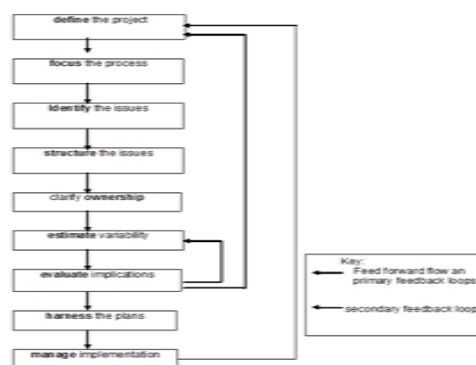 define the project
focus the process
Identify the issues
structure the issues
clarify ownership
estimate variability
evaluate implications
harness the plans
manage implementation
Key:
Feed forward flow an
primary feedback loops
secondary feedback loop